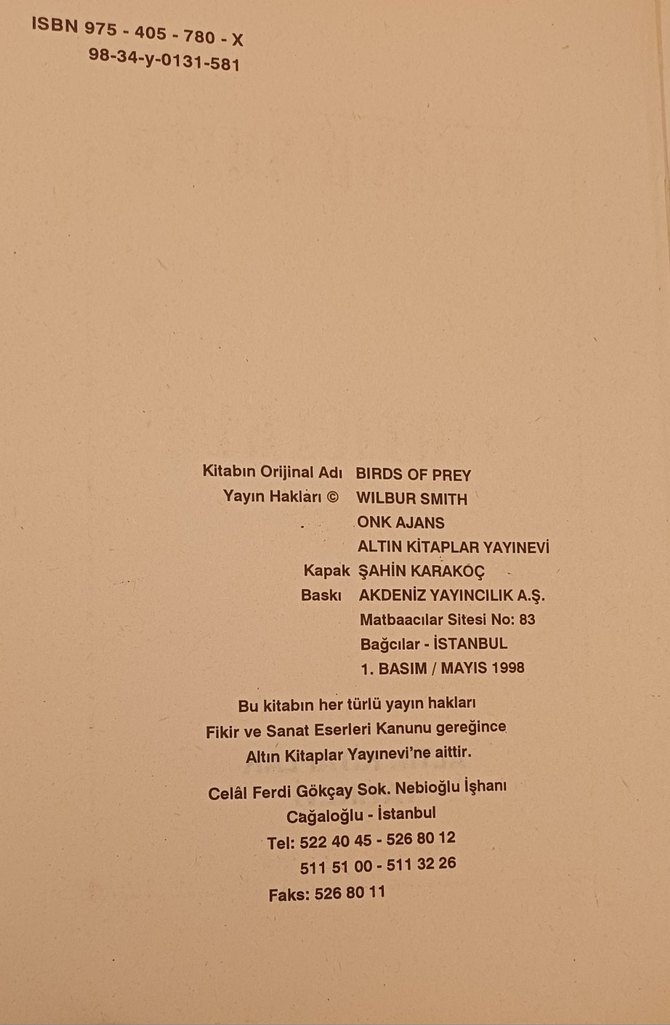 ISBN 975 - 405 - 780 - X
98-34-y-0131-581
Kitabın Orijinal Adı BIRDS OF PREY
Yayın Hakları © WILBUR SMITH
ONK AJANS
ALTIN KİTAPLAR YAYINEVİ
Kapak ŞAHİN KARAKOÇ
Baskı AKDENİZ YAYINCILIK A.Ş.
Matbaacılar Sitesi No: 83
Bağcılar - İSTANBUL
1. BASIM / MAYIS 1998
Bu kitabın her türlü yayın hakları
Fikir ve Sanat Eserleri Kanunu gereğince
Altın Kitaplar Yayınevi'ne aittir.
Celâl Ferdi Gökçay Sok. Nebioğlu İşhanı
Cağaloğlu - İstanbul
Tel: 522 40 45 - 526 80 12
511 51 00 - 511 32 26
Faks: 526 80 11